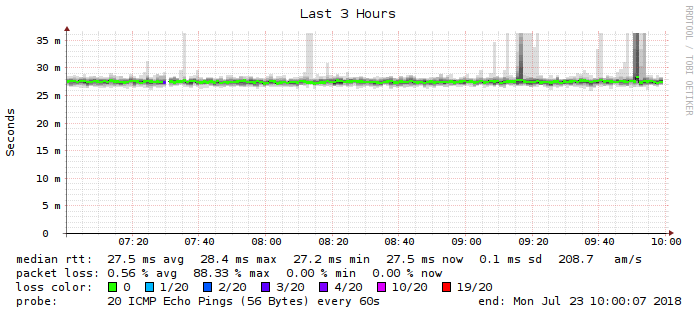 Last 3 Hours
RRDTOOL / TOBI OETIKER
Seconds
35 m
30 m
25 m
20 m
15 m
10 m
5 m
0
07:20 07:40 08:00 08:20 08:40 09:00 09:20 09:40 10:00
median rtt: 27.5 ms avg 28.4 ms max 27.2 ms min 27.5 ms now 0.1 ms sd 208.7 am/s
packet loss: 0.56 % avg 88.33 % max 0.00 % min 0.00 % now
loss color: 0 1/20 2/20 3/20 4/20 10/20 19/20
probe: 20 ICMP Echo Pings (56 Bytes) every 60s end: Mon Jul 23 10:00:07 2018